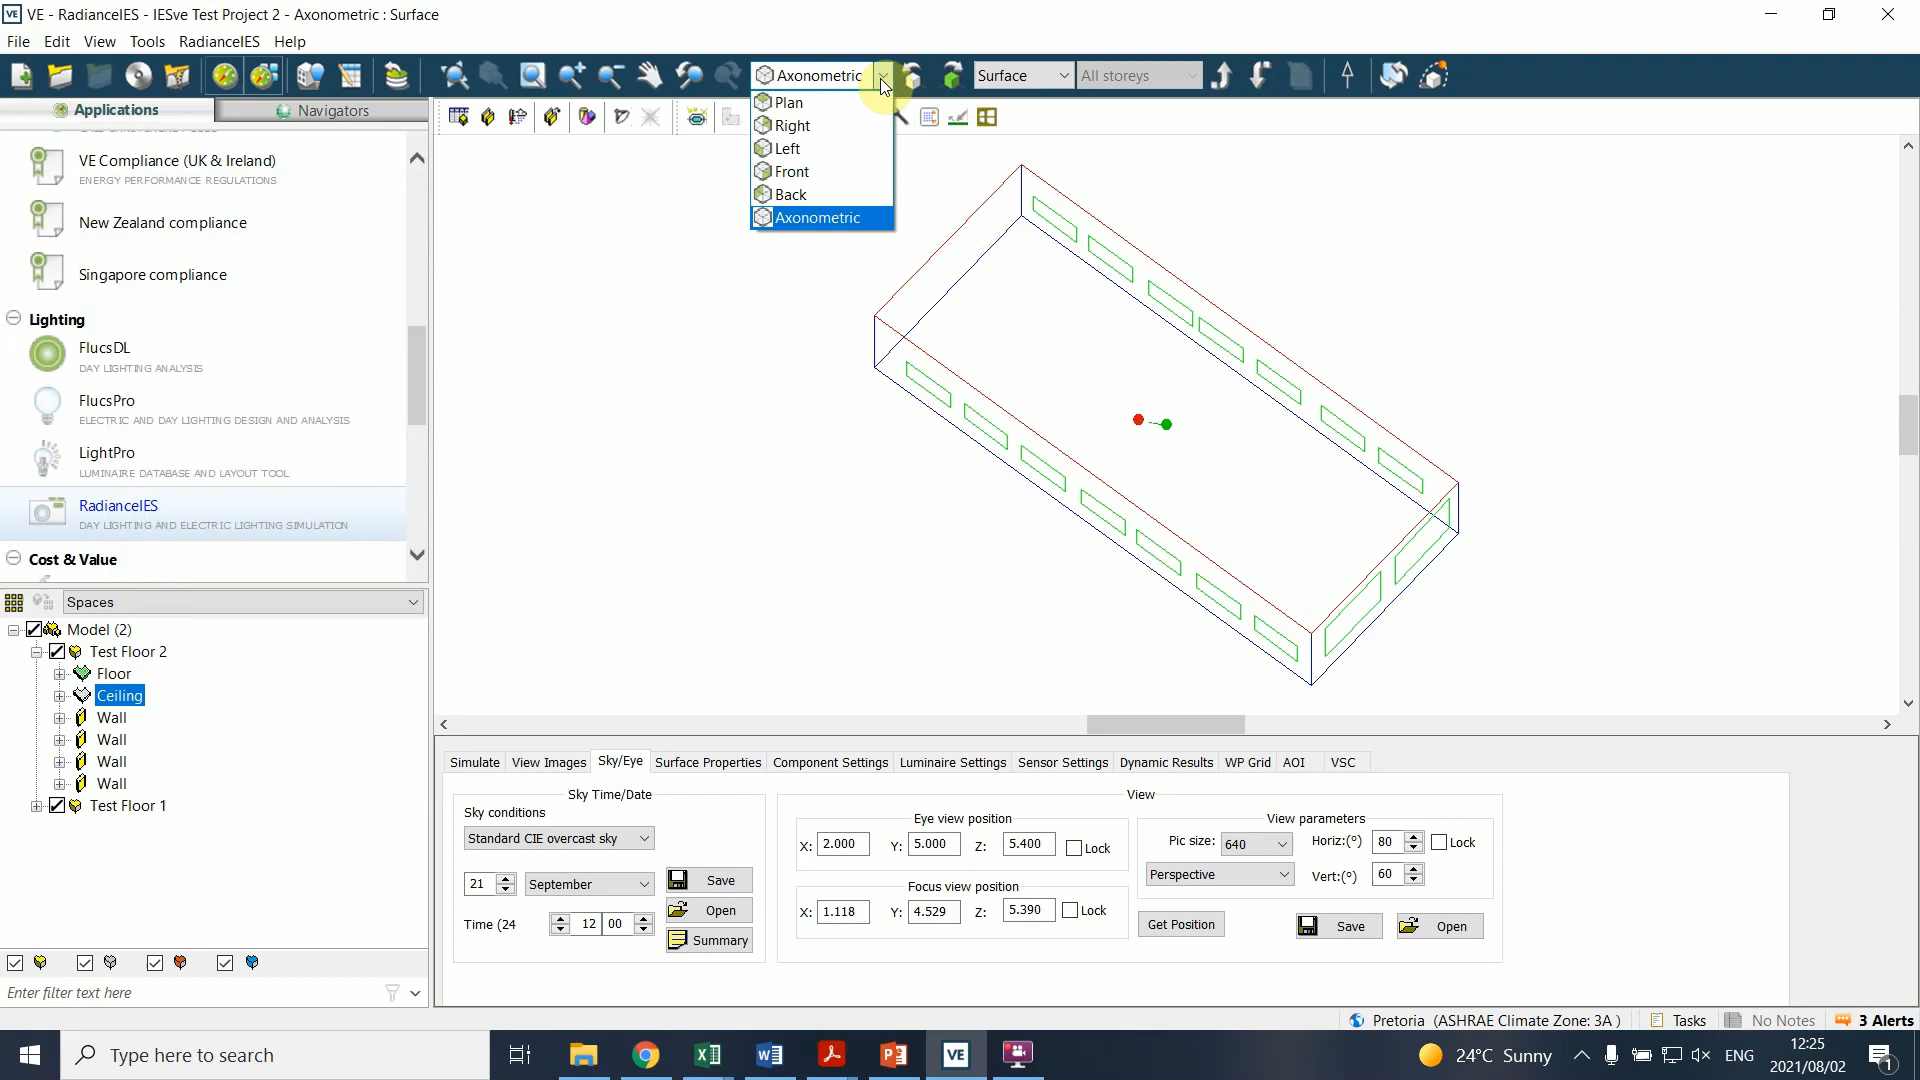 VE - RadianceIES - IESve Test Project 2 - Axonometric : Surface
File Edit View Tools RadianceIES Help
Axonometric Surface All storeys
Plan
Right
Left
Front
Back
Axonometric
Applications Navigators
VE Compliance (UK & Ireland)
ENERGY PERFORMANCE REGULATIONS
New Zealand compliance
Singapore compliance
Lighting
FlucsDL
DAY LIGHTING ANALYSIS
FlucsPro
ELECTRIC AND DAY LIGHTING DESIGN AND ANALYSIS
LightPro
LUMINAIRE DATABASE AND LAYOUT TOOL
RadianceIES
DAY LIGHTING AND ELECTRIC LIGHTING SIMULATION
Cost & Value
Spaces
Model (2)
Test Floor 2
Floor
Ceiling
Wall
Wall
Wall
Wall
Test Floor 1
Enter filter text here
Simulate View Images Sky/Eye Surface Properties Component Settings Luminaire Settings Sensor Settings Dynamic Results WP Grid AOI VSC
Sky Time/Date
Sky conditions
Standard CIE overcast sky
21 September
Time (24 12 00
Save
Open
Summary
View
Eye view position
X: 2.000 Y: 5.000 Z: 5.400 Lock
Focus view position
X: 1.118 Y: 4.529 Z: 5.390 Lock
View parameters
Pic size: 640 Horiz:(º) 80 Lock
Perspective Vert:(º) 60
Get Position Save Open
Pretoria (ASHRAE Climate Zone: 3A ) Tasks No Notes 3 Alerts
Type here to search
VE
24°C Sunny ENG
12:25
2021/08/02
1